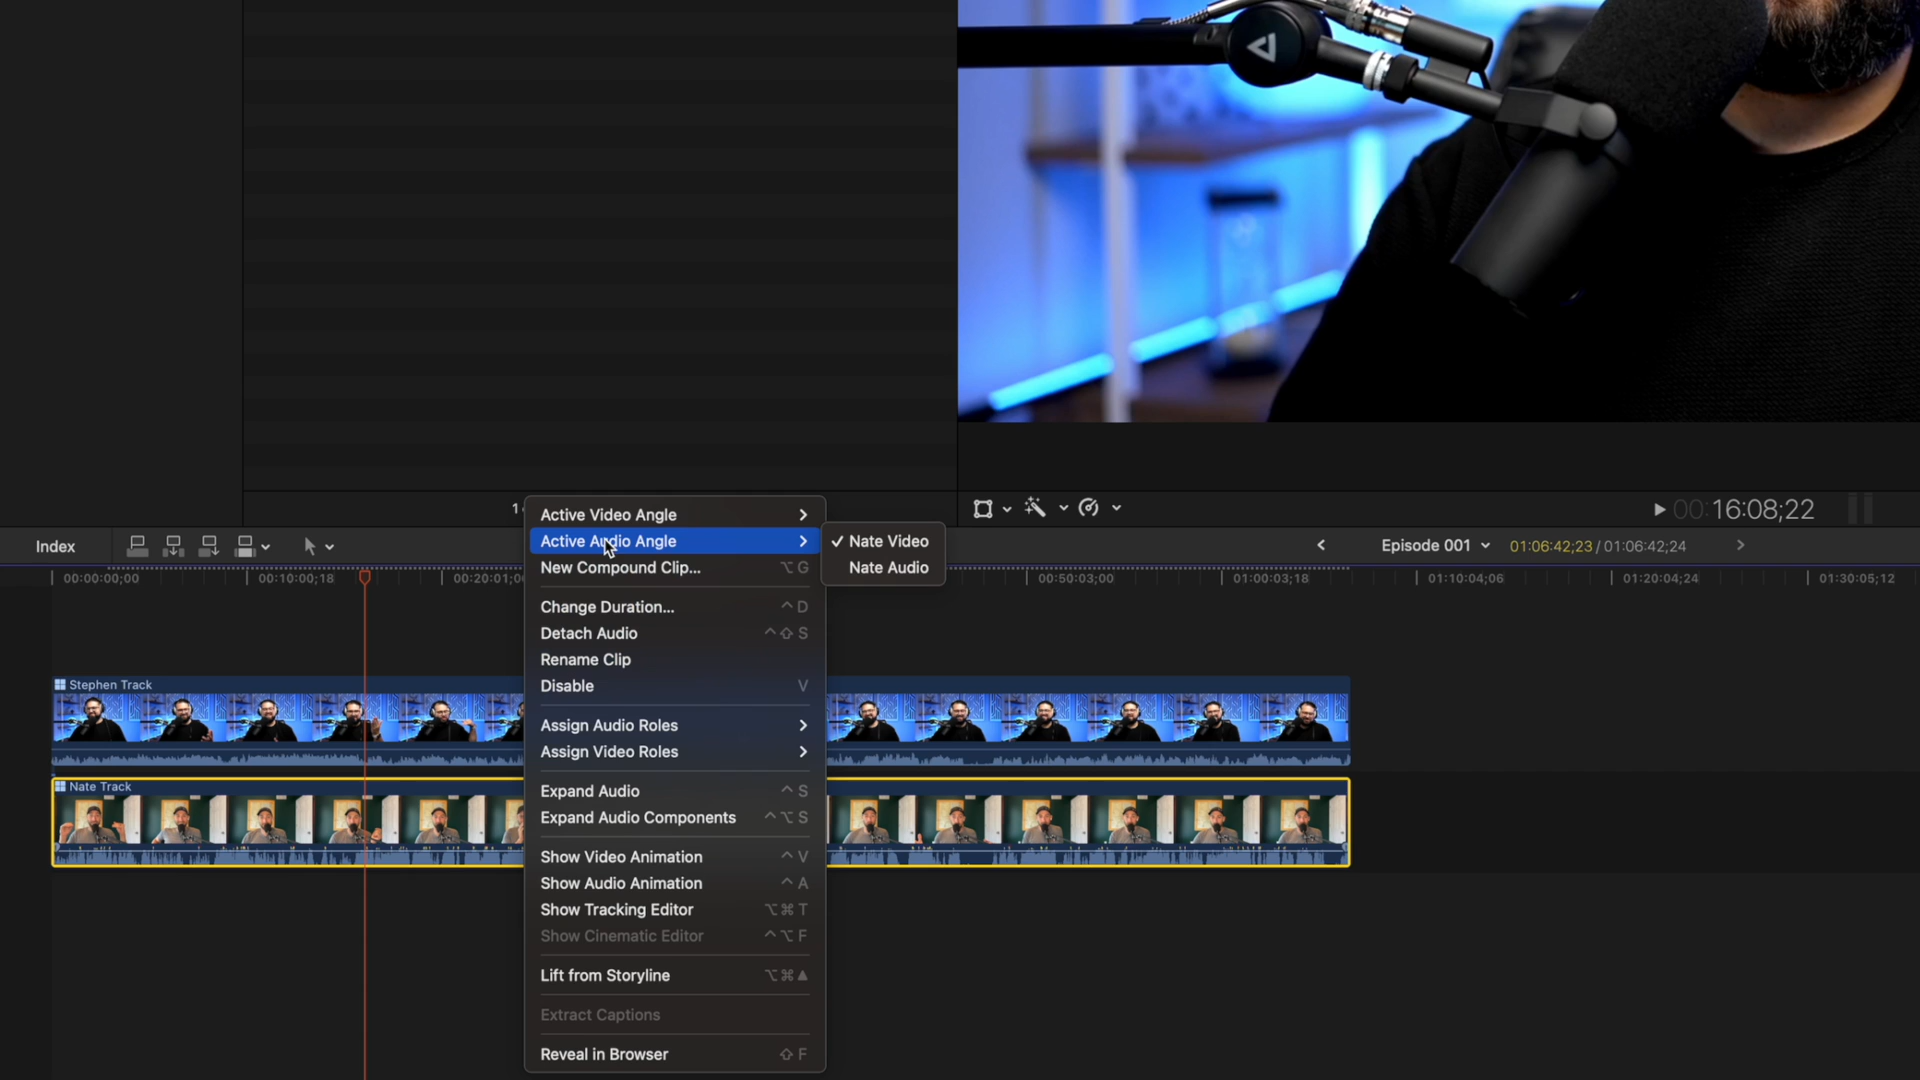 1
00:16:08;22
Index
Episode 001
01:06:42;23 / 01:06:42;24
00:00:00;00
00:10:00;18
00:20:01;0
00:50:03;00
01:00:03;18
01:10:04;06
01:20:04;24
01:30:05;12
Active Video Angle
Active Audio Angle
New Compound Clip... ⌥ G
Change Duration... ^ D
Detach Audio ^ ⇧ S
Rename Clip
Disable V
Assign Audio Roles
Assign Video Roles
Expand Audio ^ S
Expand Audio Components ^ ⌥ S
Show Video Animation ^ V
Show Audio Animation ^ A
Show Tracking Editor ⌥ ⌘ T
Show Cinematic Editor ^ ⌥ F
Lift from Storyline ⌥ ⌘ ▲
Extract Captions
Reveal in Browser ⇧ F
✓ Nate Video
Nate Audio
Stephen Track
Nate Track